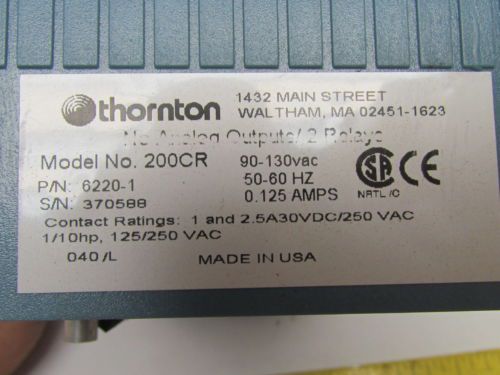 thornton
1432 MAIN STREET
WALTHAM, MA 02451-1623
No Analog Outputs/ 2 Relays
Model No. 200CR
90-130vac
P/N: 6220-1
50-60 HZ
S/N: 370588
0.125 AMPS
SA
CE
NRTL /C
Contact Ratings: 1 and 2.5A30VDC/250 VAC
1/10hp, 125/250 VAC
040/L
MADE IN USA